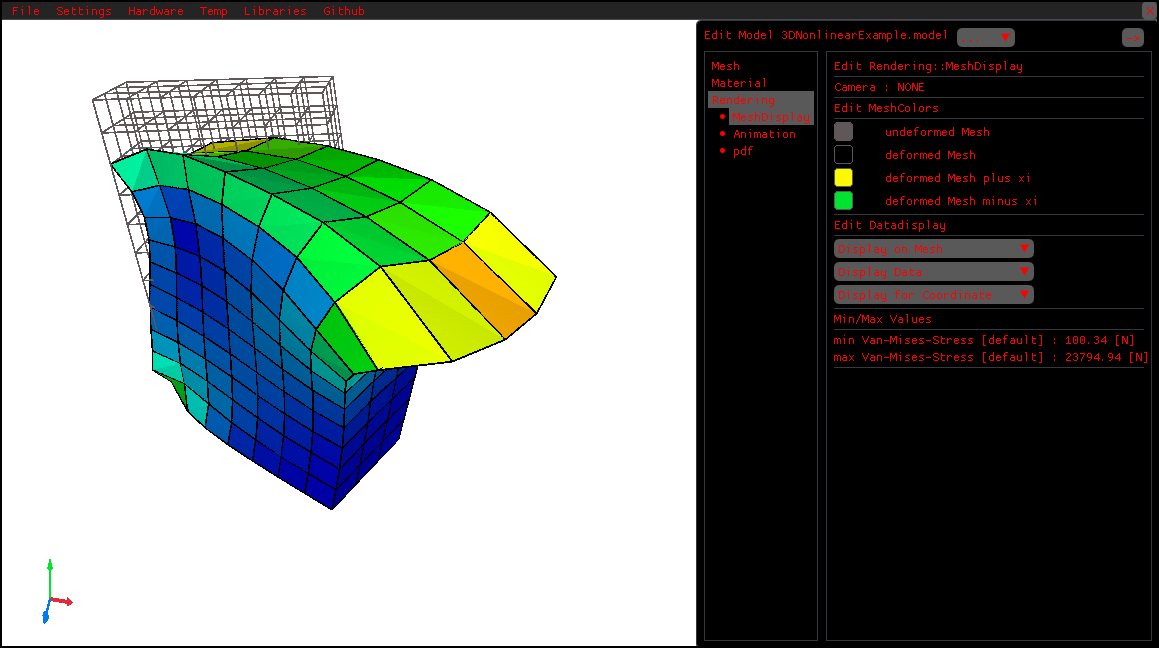 File Settings Hardware Temp Libraries Github
Edit Model 3DNonlinearExample.model ...
Mesh
Material
Rendering
MeshDisplay
Animation
pdf
Edit Rendering::MeshDisplay
Camera : NONE
Edit MeshColors
undeformed Mesh
deformed Mesh
deformed Mesh plus xi
deformed Mesh minus xi
Edit Datadisplay
Display on Mesh
Display Data
Display for Coordinate
Min/Max Values
min Van-Mises-Stress [default] : 108.34 [N]
max Van-Mises-Stress [default] : 23794.94 [N]